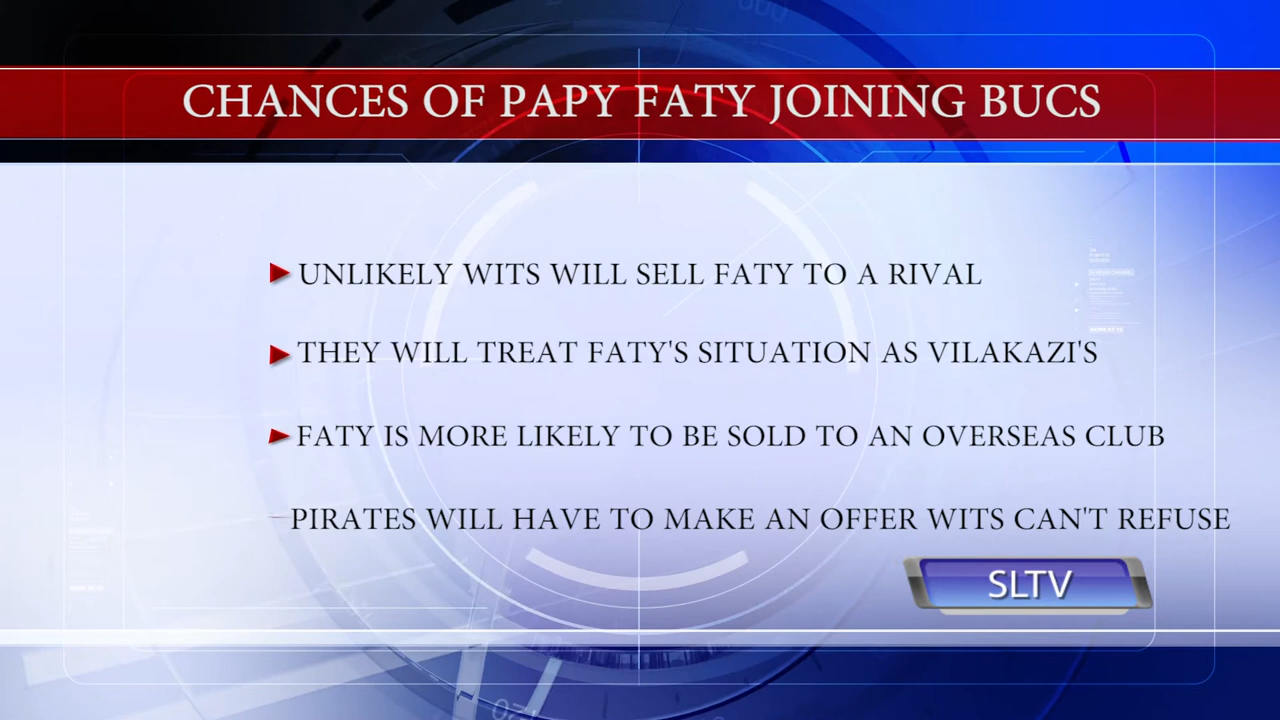 CHANCES OF PAPY FATY JOINING BUCS
UNLIKELY WITS WILL SELL FATY TO A RIVAL
THEY WILL TREAT FATY'S SITUATION AS VILAKAZI'S
FATY IS MORE LIKELY TO BE SOLD TO AN OVERSEAS CLUB
PIRATES WILL HAVE TO MAKE AN OFFER WITS CAN'T REFUSE
SLTV